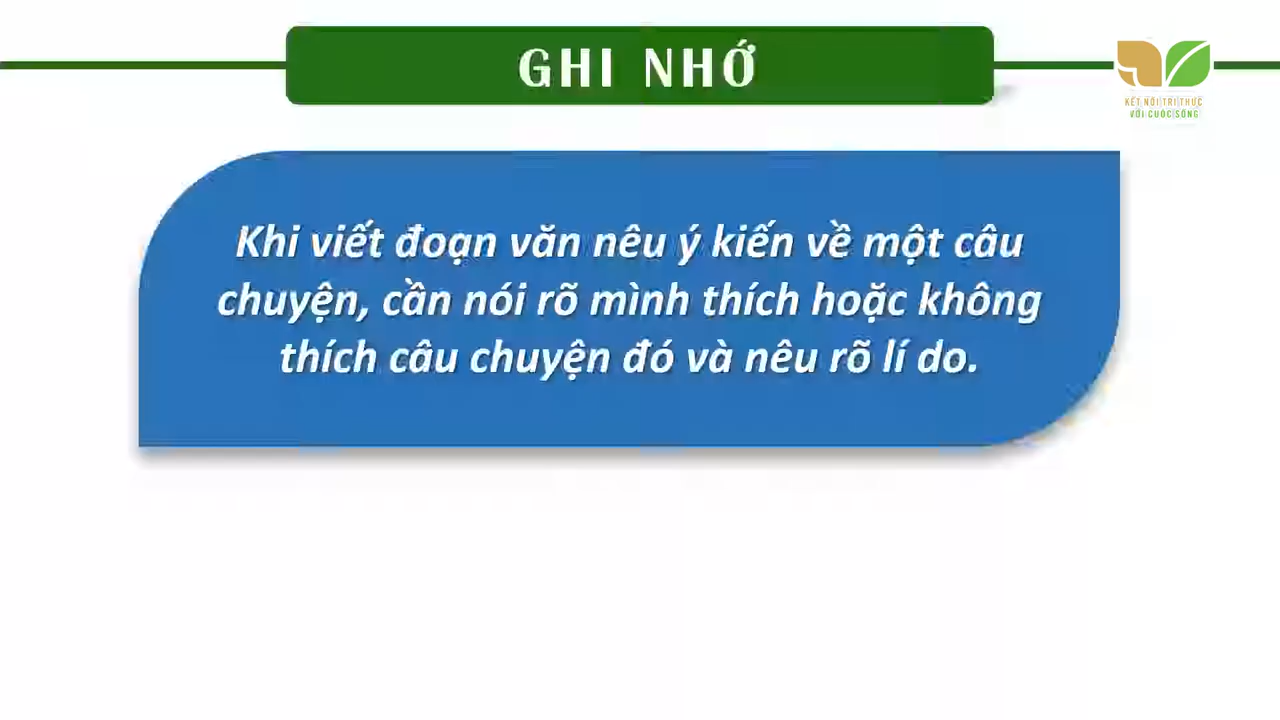 GHI NHỚ
KẾT NỐI TRI THỨC
VỚI CUỘC SỐNG
Khi viết đoạn văn nêu ý kiến về một câu
chuyện, cần nói rõ mình thích hoặc không
thích câu chuyện đó và nêu rõ lí do.